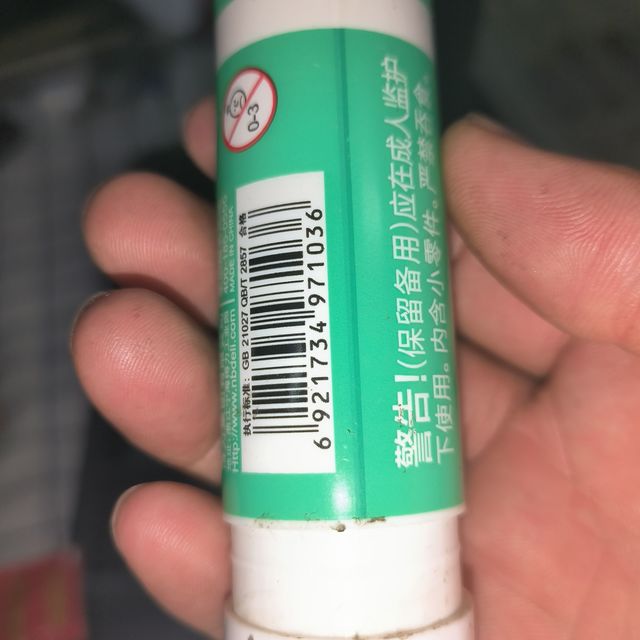 0-3
MADE IN CHINA
http://www.nbdeli.com
执行标准: GB 21027 QB/T 2857 合格
6 921734 971036
警告!(保留备用)应在成人监护
下使用。内含小零件。严禁吞食。